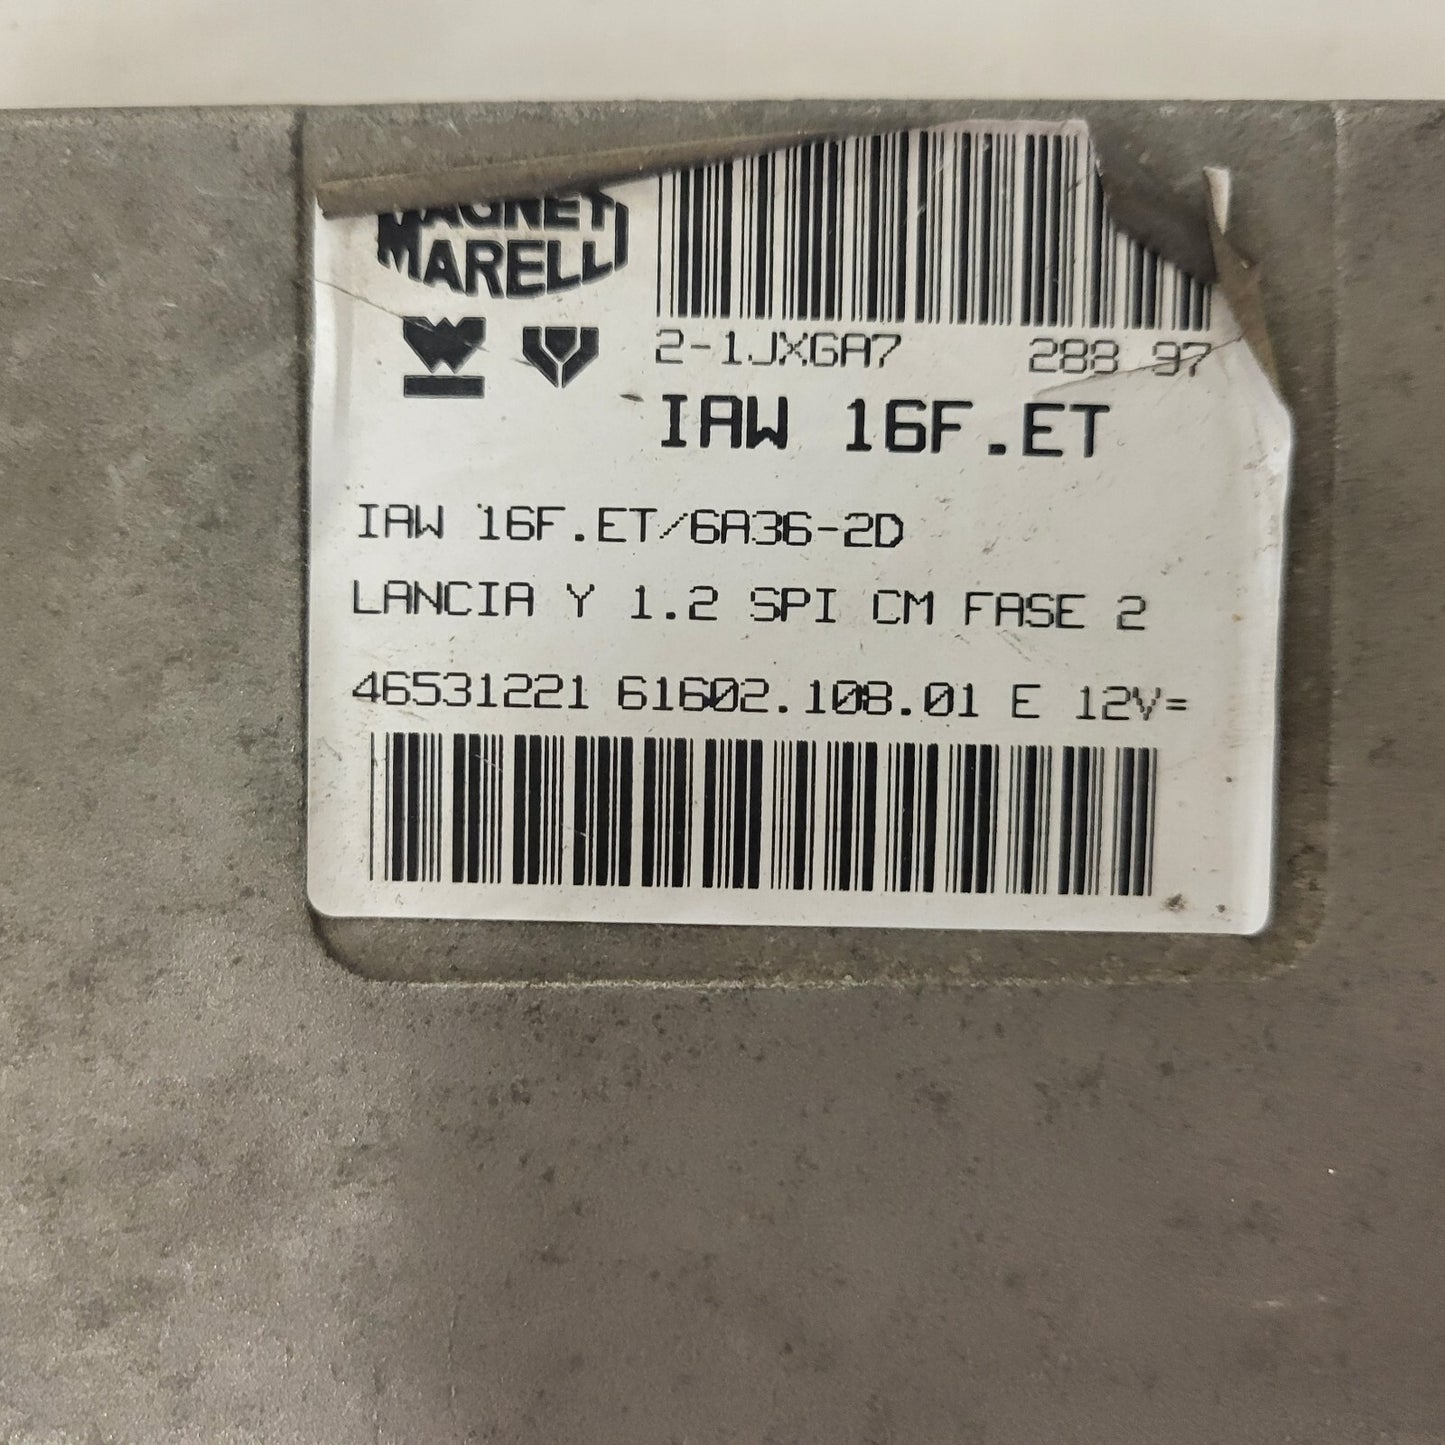 MAGNETI
MARELLI
2-1JXGA7 288 97
IAW 16F.ET
IAW 16F.ET/6A36-2D
LANCIA Y 1.2 SPI CM FASE 2
46531221 61602.108.01 E 12V=